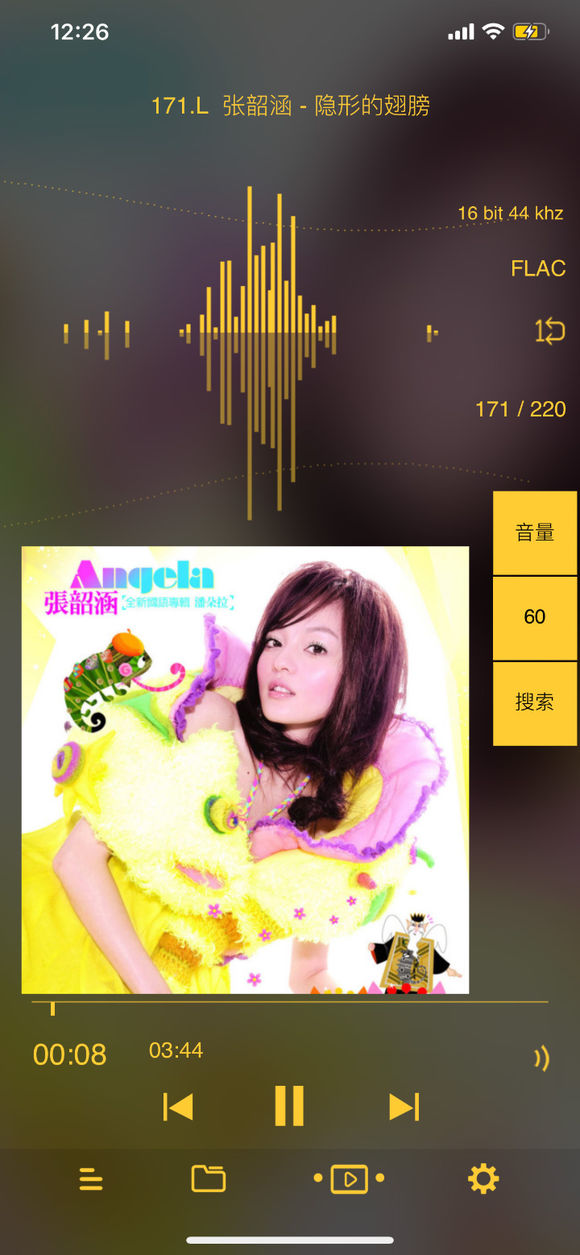 12:26
171.L 张韶涵 - 隐形的翅膀
16 bit 44 khz
FLAC
1
171 / 220
音量
60
搜索
Angela
張韶涵 [全新國語專輯 潘朵拉]
00:08
03:44